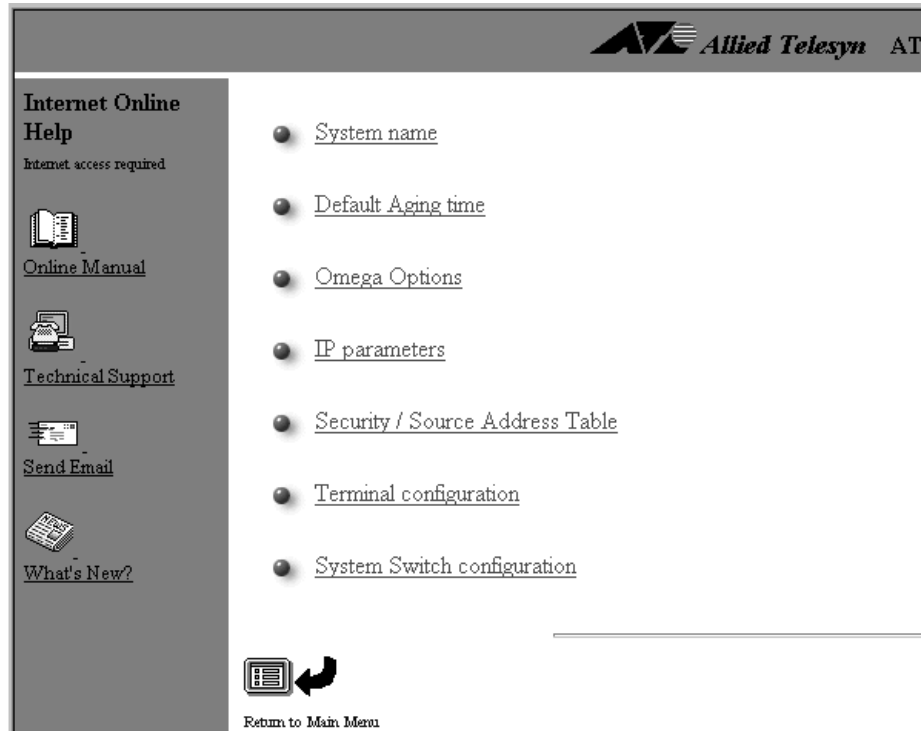 Allied Telesyn AT
Internet Online
Help
Internet access required
Online Manual
Technical Support
Send Email
What's New?
System name
Default Aging time
Omega Options
IP parameters
Security / Source Address Table
Terminal configuration
System Switch configuration
Return to Main Menu